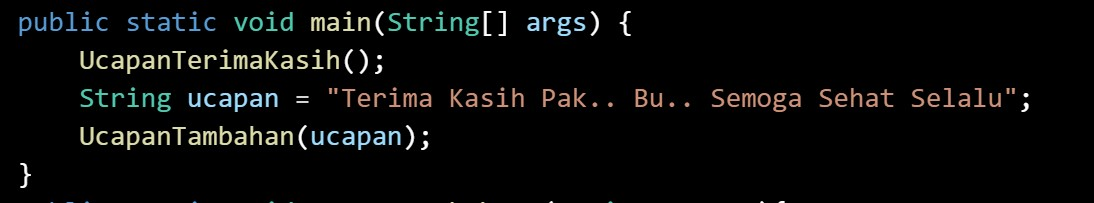 public static void main(String[] args) {
UcapanTerimaKasih();
String ucapan = "Terima Kasih Pak.. Bu.. Semoga Sehat Selalu";
UcapanTambahan(ucapan);
}